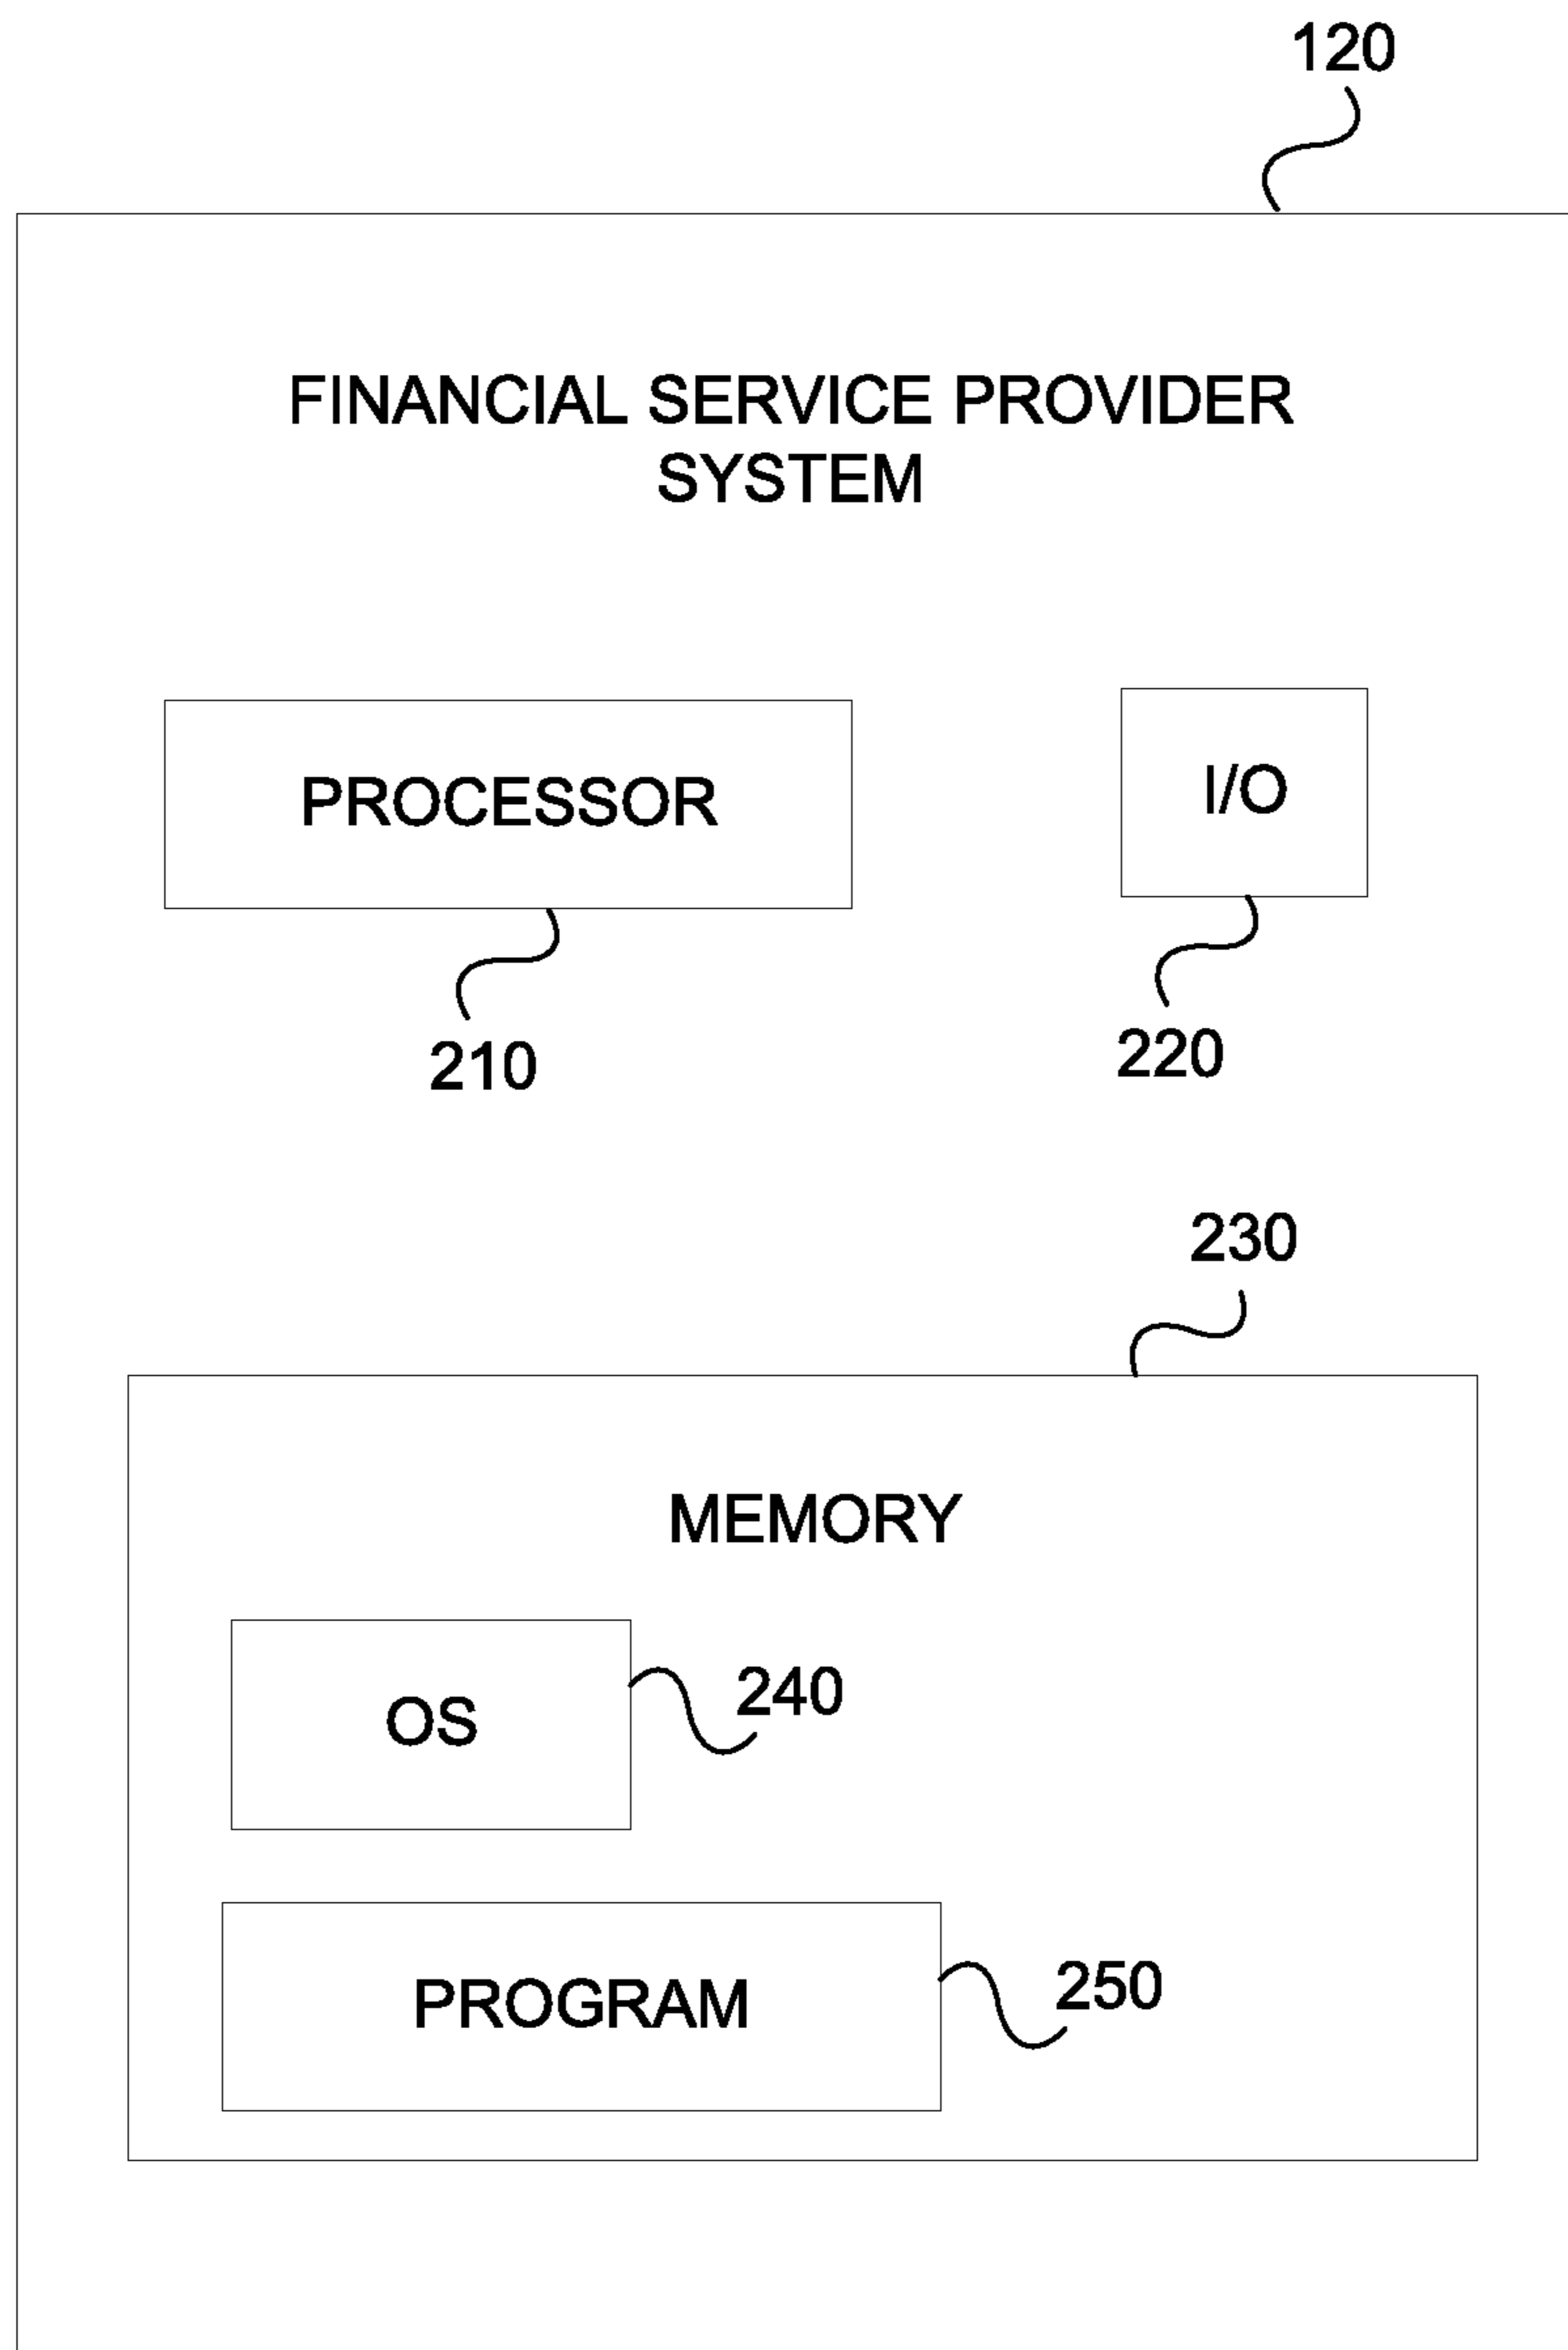 120
FINANCIAL SERVICE PROVIDER
SYSTEM
PROCESSOR
I/O
210
220
230
MEMORY
OS
240
PROGRAM
250